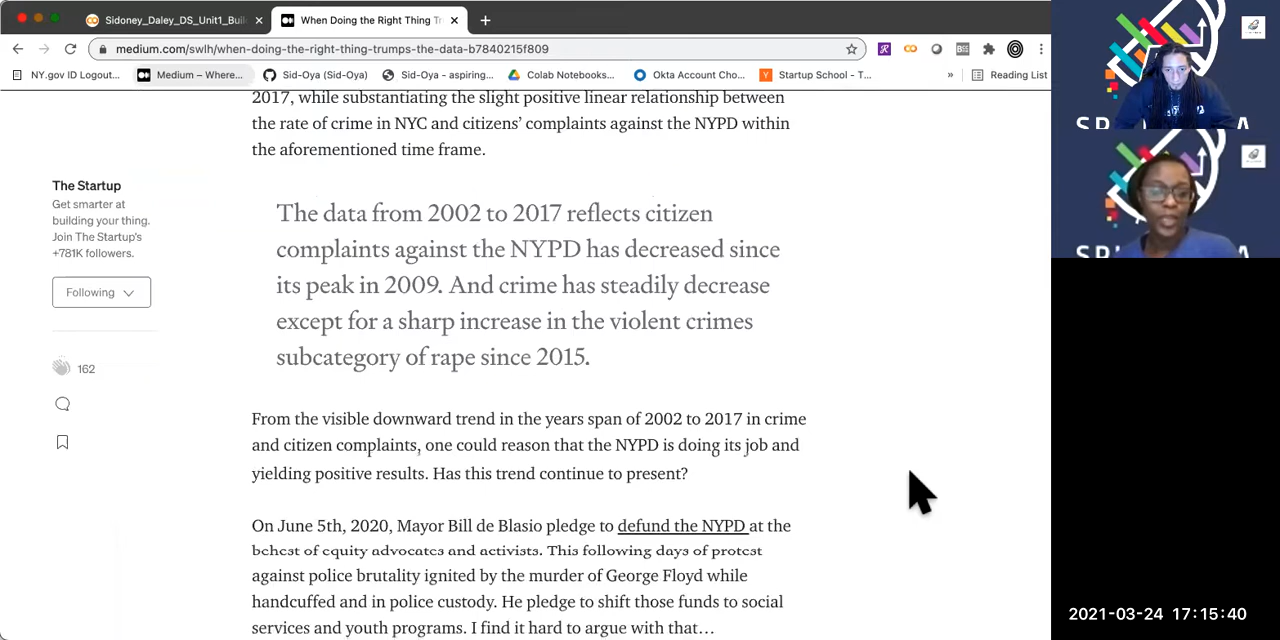 Sidoney_Daley_DS_Unit1_Buil
When Doing the Right Thing Tr
medium.com/swlh/when-doing-the-right-thing-trumps-the-data-b7840215f809
NY.gov ID Logout...
Medium – Where...
Sid-Oya (Sid-Oya)
Sid-Oya - aspiring...
Colab Notebooks...
Okta Account Cho...
Startup School - T...
»
Reading List
2017, while substantiating the slight positive linear relationship between
the rate of crime in NYC and citizens’ complaints against the NYPD within
the aforementioned time frame.
The Startup
Get smarter at
building your thing.
Join The Startup’s
+781K followers.
Following
162
The data from 2002 to 2017 reflects citizen
complaints against the NYPD has decreased since
its peak in 2009. And crime has steadily decrease
except for a sharp increase in the violent crimes
subcategory of rape since 2015.
From the visible downward trend in the years span of 2002 to 2017 in crime
and citizen complaints, one could reason that the NYPD is doing its job and
yielding positive results. Has this trend continue to present?
On June 5th, 2020, Mayor Bill de Blasio pledge to defund the NYPD at the
behest of equity advocates and activists. This following days of protest
against police brutality ignited by the murder of George Floyd while
handcuffed and in police custody. He pledge to shift those funds to social
services and youth programs. I find it hard to argue with that…
2021-03-24 17:15:40